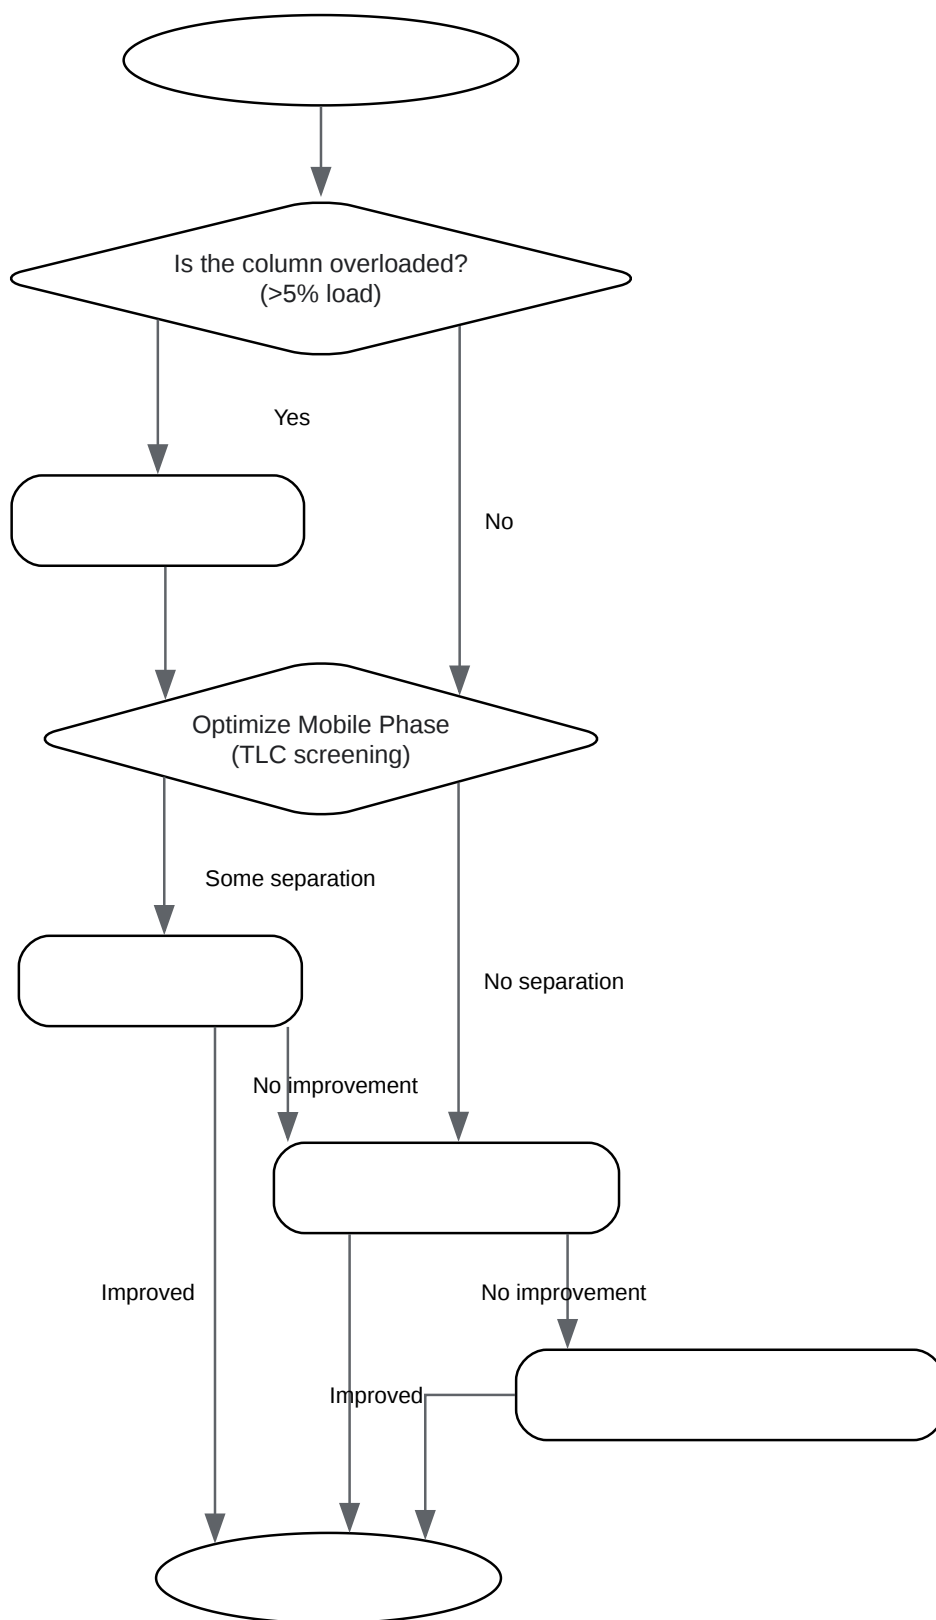 Is the column overloaded?
(>5% load)
Yes
No
Optimize Mobile Phase
(TLC screening)
Some separation
No separation
No improvement
Improved
No improvement
Improved